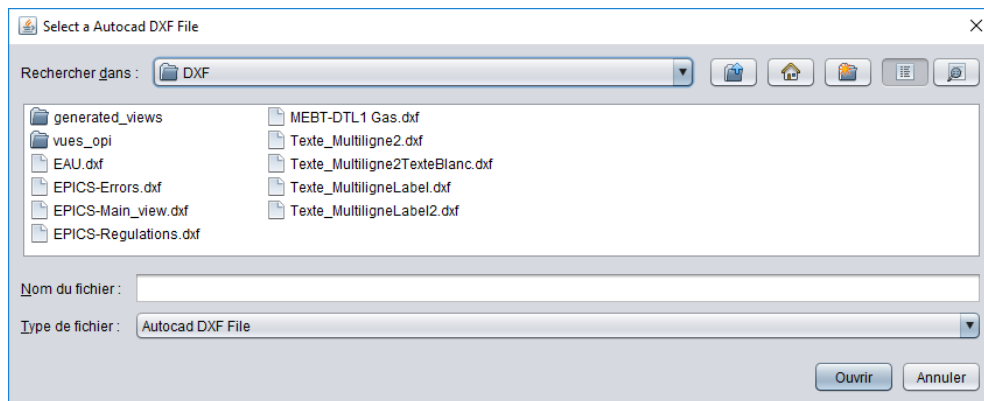 Select a Autocad DXF File
Rechercher dans : DXF
generated_views
vues_opi
EAU.dxf
EPICS-Errors.dxf
EPICS-Main_view.dxf
EPICS-Regulations.dxf
MEBT-DTL1 Gas.dxf
Texte_Multiligne2.dxf
Texte_Multiligne2TexteBlanc.dxf
Texte_MultiligneLabel.dxf
Texte_MultiligneLabel2.dxf
Nom du fichier :
Type de fichier : Autocad DXF File
Ouvrir Annuler